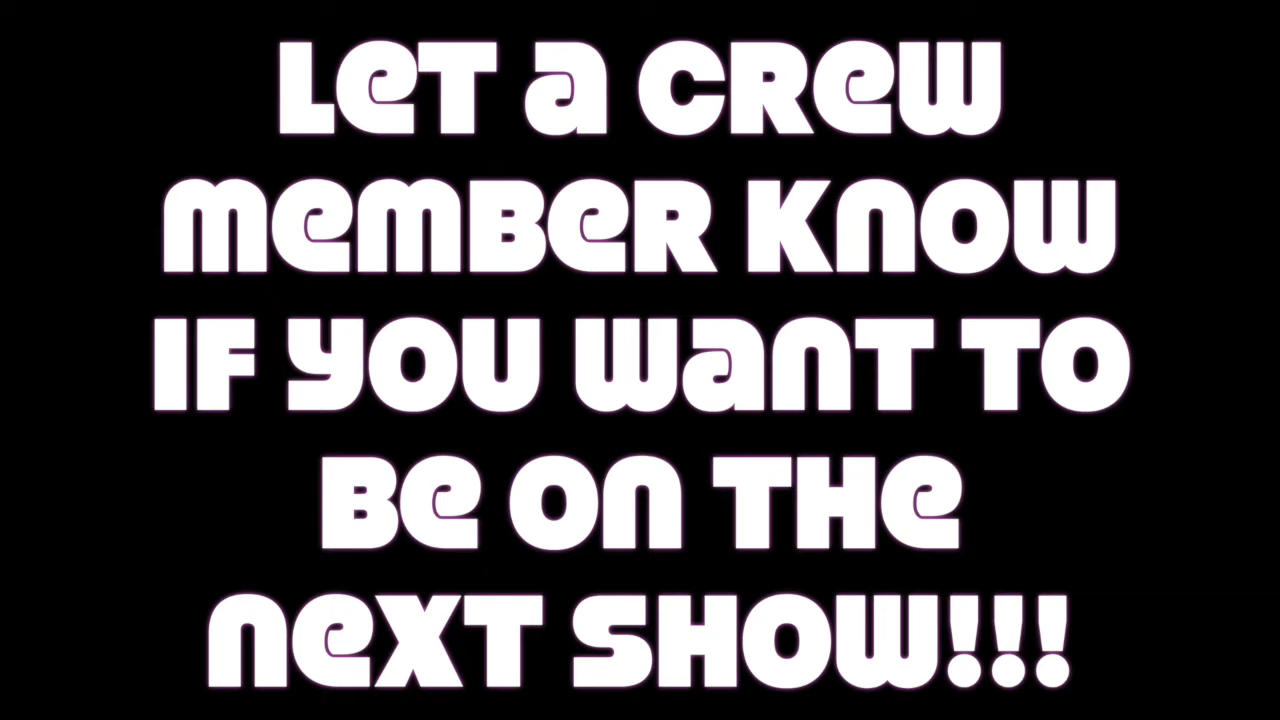 LET a CREW
MEMBER KNOW
IF YOU WANT TO
BE ON THE
NEXT SHOW!!!